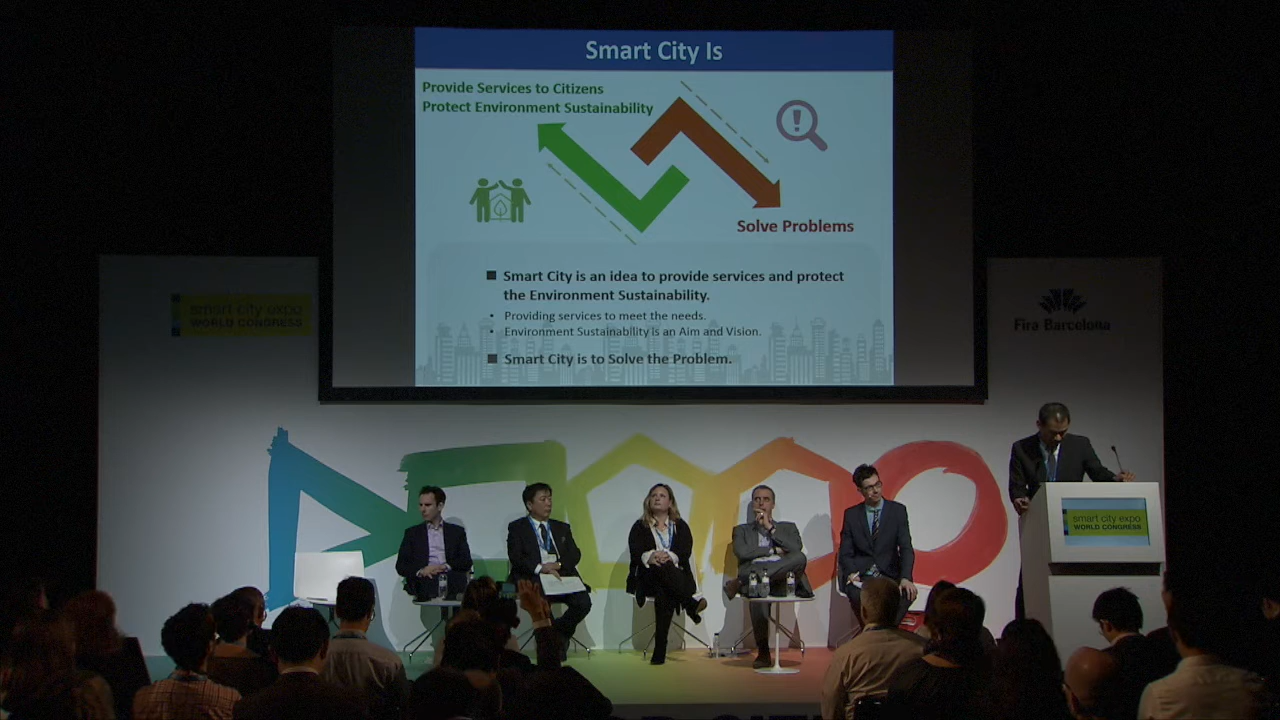 Smart City Is
Provide Services to Citizens
Protect Environment Sustainability
Solve Problems
■ Smart City is an idea to provide services and protect
the Environment Sustainability.
• Providing services to meet the needs.
• Environment Sustainability is an Aim and Vision.
■ Smart City is to Solve the Problem.
smart city expo
WORLD CONGRESS
Fira Barcelona
smart city expo
WORLD CONGRESS